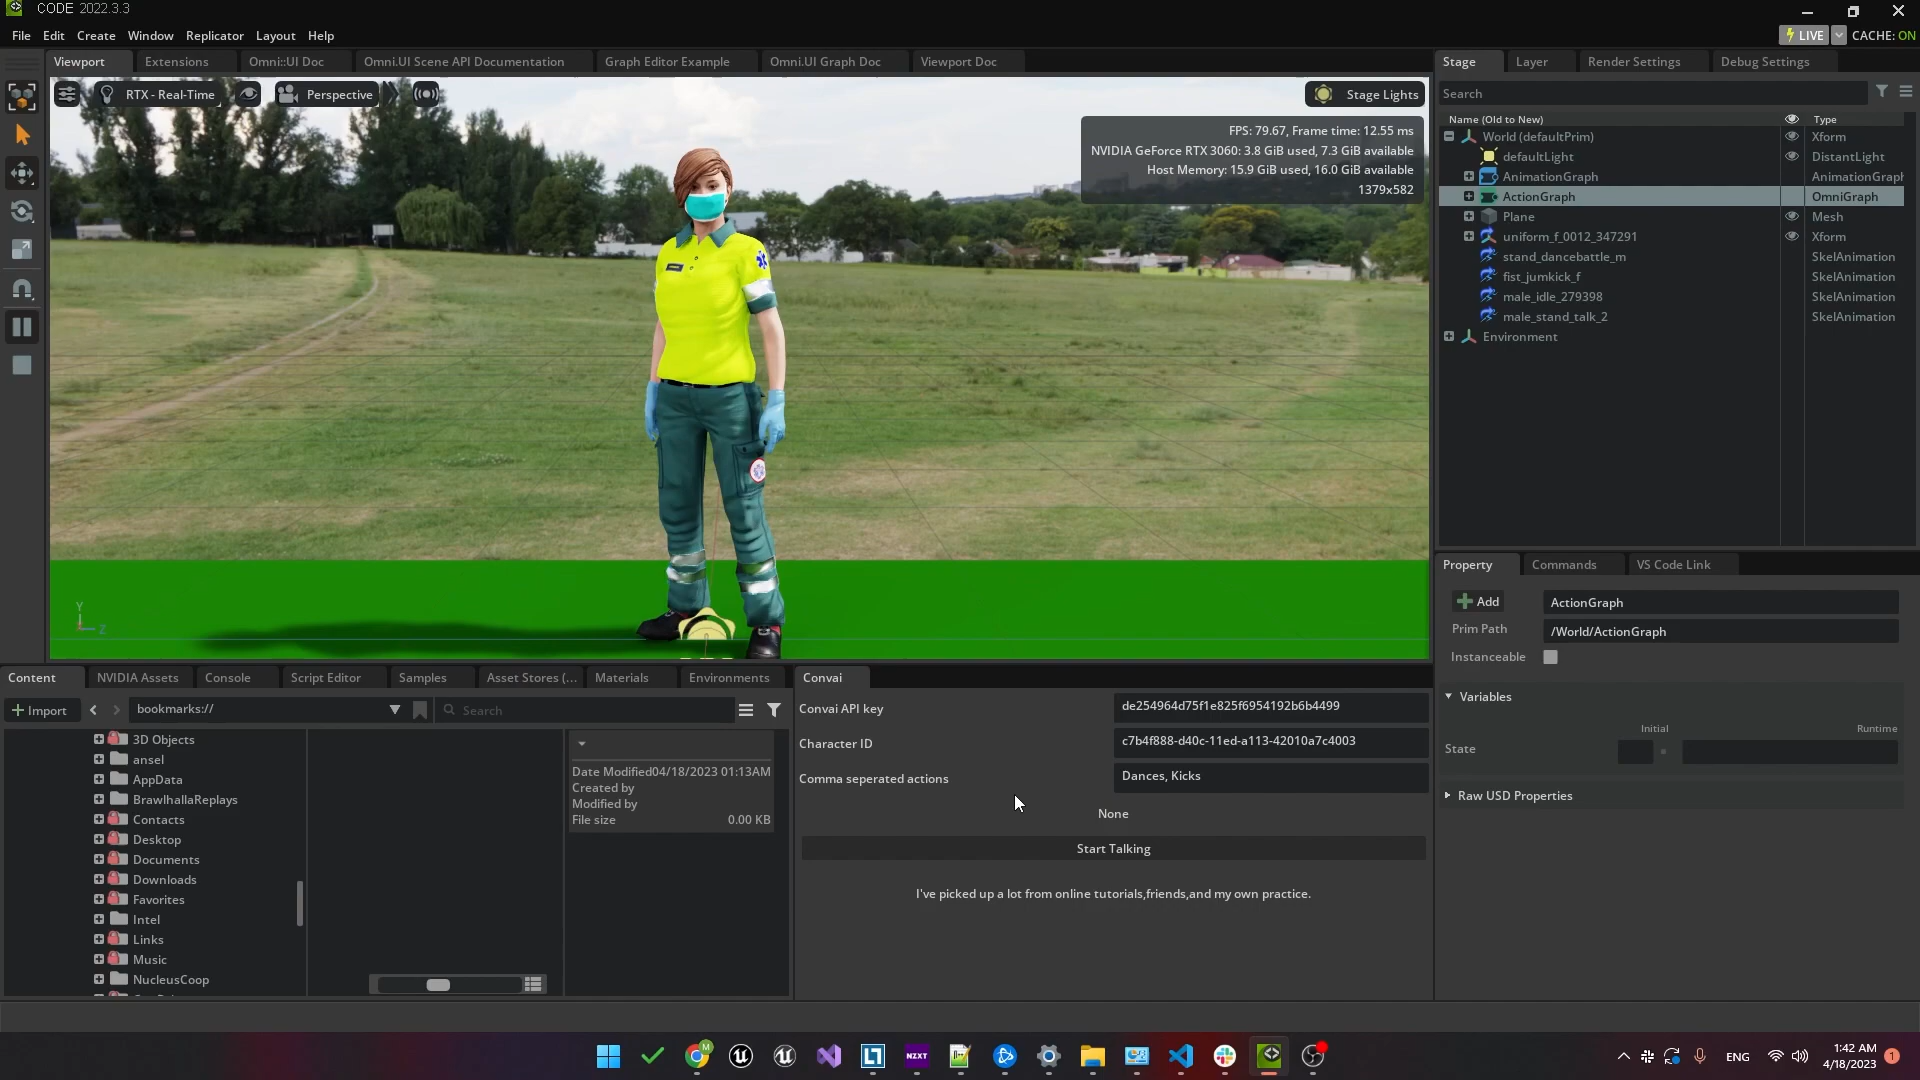 CODE 2022.3.3
File Edit Create Window Replicator Layout Help
LIVE CACHE: ON
Viewport Extensions Omni::UI Doc Omni.UI Scene API Documentation Graph Editor Example Omni.UI Graph Doc Viewport Doc
RTX - Real-Time Perspective Stage Lights
FPS: 79.67, Frame time: 12.55 ms
NVIDIA GeForce RTX 3060: 3.8 GiB used, 7.3 GiB available
Host Memory: 15.9 GiB used, 16.0 GiB available
1379x582
Y
Z
Stage Layer Render Settings Debug Settings
Search
Name (Old to New) Type
World (defaultPrim) Xform
defaultLight DistantLight
AnimationGraph AnimationGraph
ActionGraph OmniGraph
Plane Mesh
uniform_f_0012_347291 Xform
stand_dancebattle_m SkelAnimation
fist_jumkick_f SkelAnimation
male_idle_279398 SkelAnimation
male_stand_talk_2 SkelAnimation
Environment
Property Commands VS Code Link
Add ActionGraph
Prim Path /World/ActionGraph
Instanceable
Variables
Initial Runtime
State
Raw USD Properties
Content NVIDIA Assets Console Script Editor Samples Asset Stores (... Materials Environments
Import bookmarks:// Search
3D Objects
ansel
AppData
BrawlhallaReplays
Contacts
Desktop
Documents
Downloads
Favorites
Intel
Links
Music
NucleusCoop
Date Modified04/18/2023 01:13AM
Created by
Modified by
File size 0.00 KB
Convai
Convai API key de254964d75f1e825f6954192b6b4499
Character ID c7b4f888-d40c-11ed-a113-42010a7c4003
Comma seperated actions Dances, Kicks
None
Start Talking
I've picked up a lot from online tutorials,friends,and my own practice.
NZXT
ENG
1:42 AM
4/18/2023
1